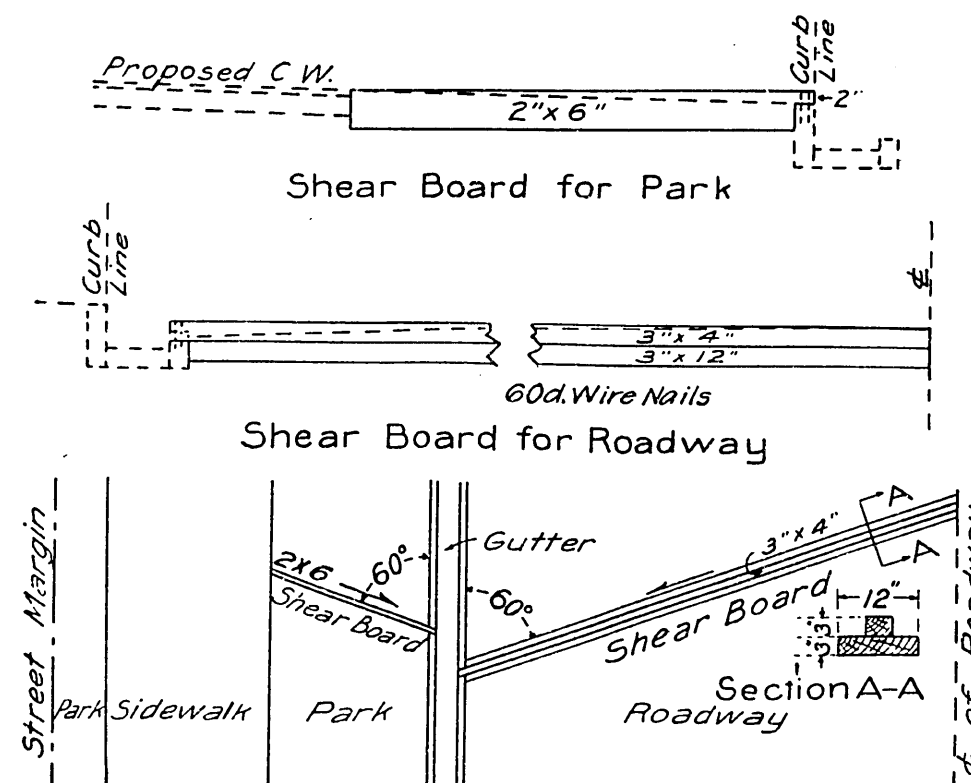 Proposed C W.
Curb Line
2"
2"x 6"
Shear Board for Park
Curb Line
℄
3"x 4"
3"x 12"
60d. Wire Nails
Shear Board for Roadway
Street Margin
Park
Sidewalk
Park
2x6
60°
Shear Board
Gutter
60°
3"x 4"
Shear Board
A
A
12"
3"
3"
Section A-A
Roadway
℄ of Roadway